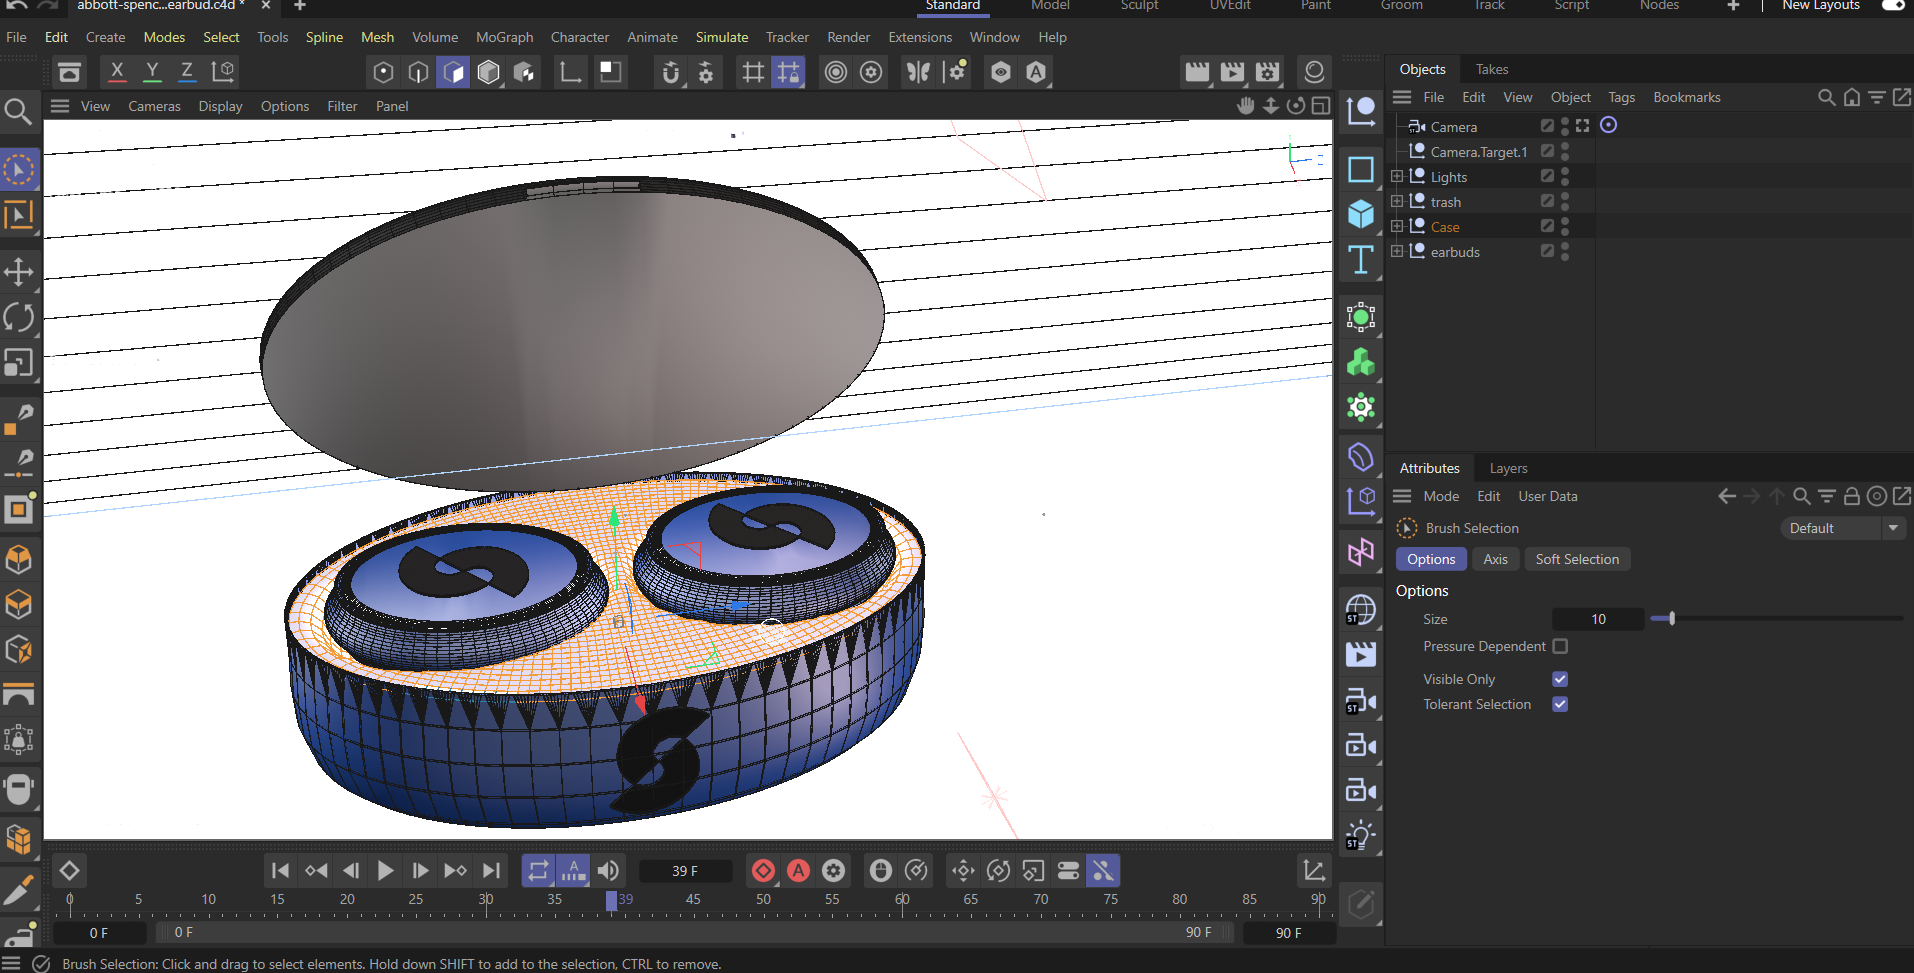 abbott-spenc...earbud.c4d *
Standard Model Sculpt UVEdit Paint Groom Track Script Nodes New Layouts
File Edit Create Modes Select Tools Spline Mesh Volume MoGraph Character Animate Simulate Tracker Render Extensions Window Help
X Y Z
A
Objects Takes
View Cameras Display Options Filter Panel
File Edit View Object Tags Bookmarks
Camera
Camera.Target.1
Lights
trash
Case
earbuds
Attributes Layers
Mode Edit User Data
Brush Selection Default
Options Axis Soft Selection
Options
Size 10
Pressure Dependent
Visible Only
Tolerant Selection
ST
ST
ST
A 39 F A
0 5 10 15 20 25 30 35 39 45 50 55 60 65 70 75 80 85 90
0 F 0 F 90 F 90 F
Brush Selection: Click and drag to select elements. Hold down SHIFT to add to the selection, CTRL to remove.